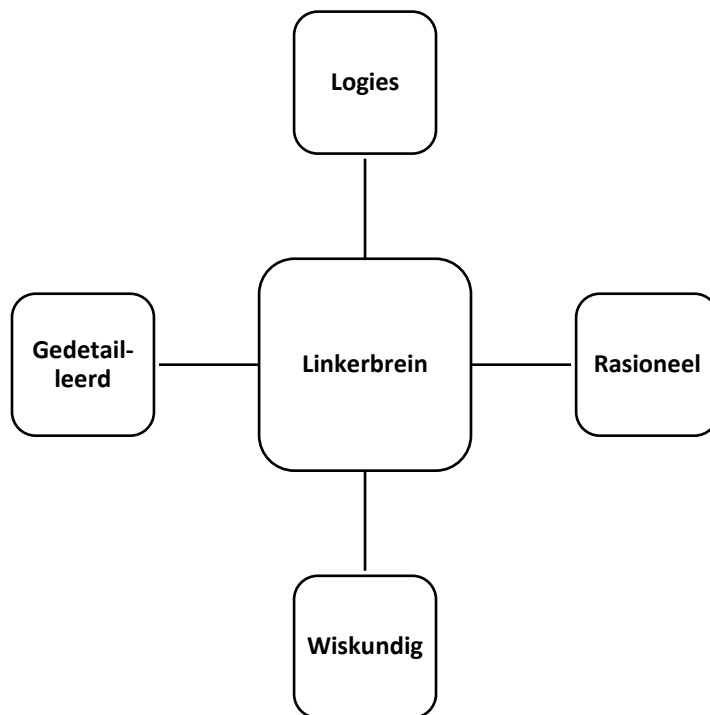 Logies
Gedetail-
leerd
Linkerbrein
Rasioneel
Wiskundig